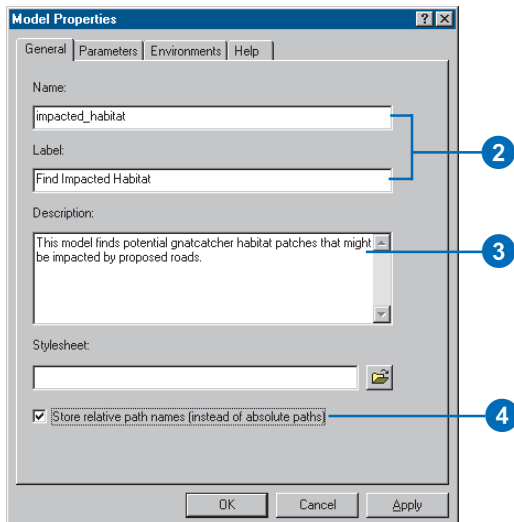 Model Properties
General Parameters Environments Help
Name:
impacted_habitat
2
Label:
Find Impacted Habitat
Description:
This model finds potential gnatcatcher habitat patches that might
be impacted by proposed roads.
3
Stylesheet:
Store relative path names (instead of absolute paths)
4
OK Cancel Apply